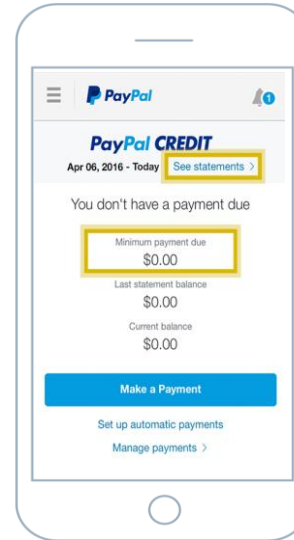 PayPal
1
PayPal CREDIT
Apr 06, 2016 - Today See statements >
You don't have a payment due
Minimum payment due
$0.00
Last statement balance
$0.00
Current balance
$0.00
Make a Payment
Set up automatic payments
Manage payments >